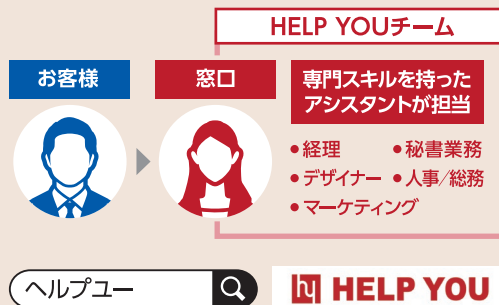 HELP YOUチーム
お客様
窓口
専門スキルを持った
アシスタントが担当
●経理 ●秘書業務
●デザイナー ●人事/総務
●マーケティング
ヘルプユー
hy HELP YOU